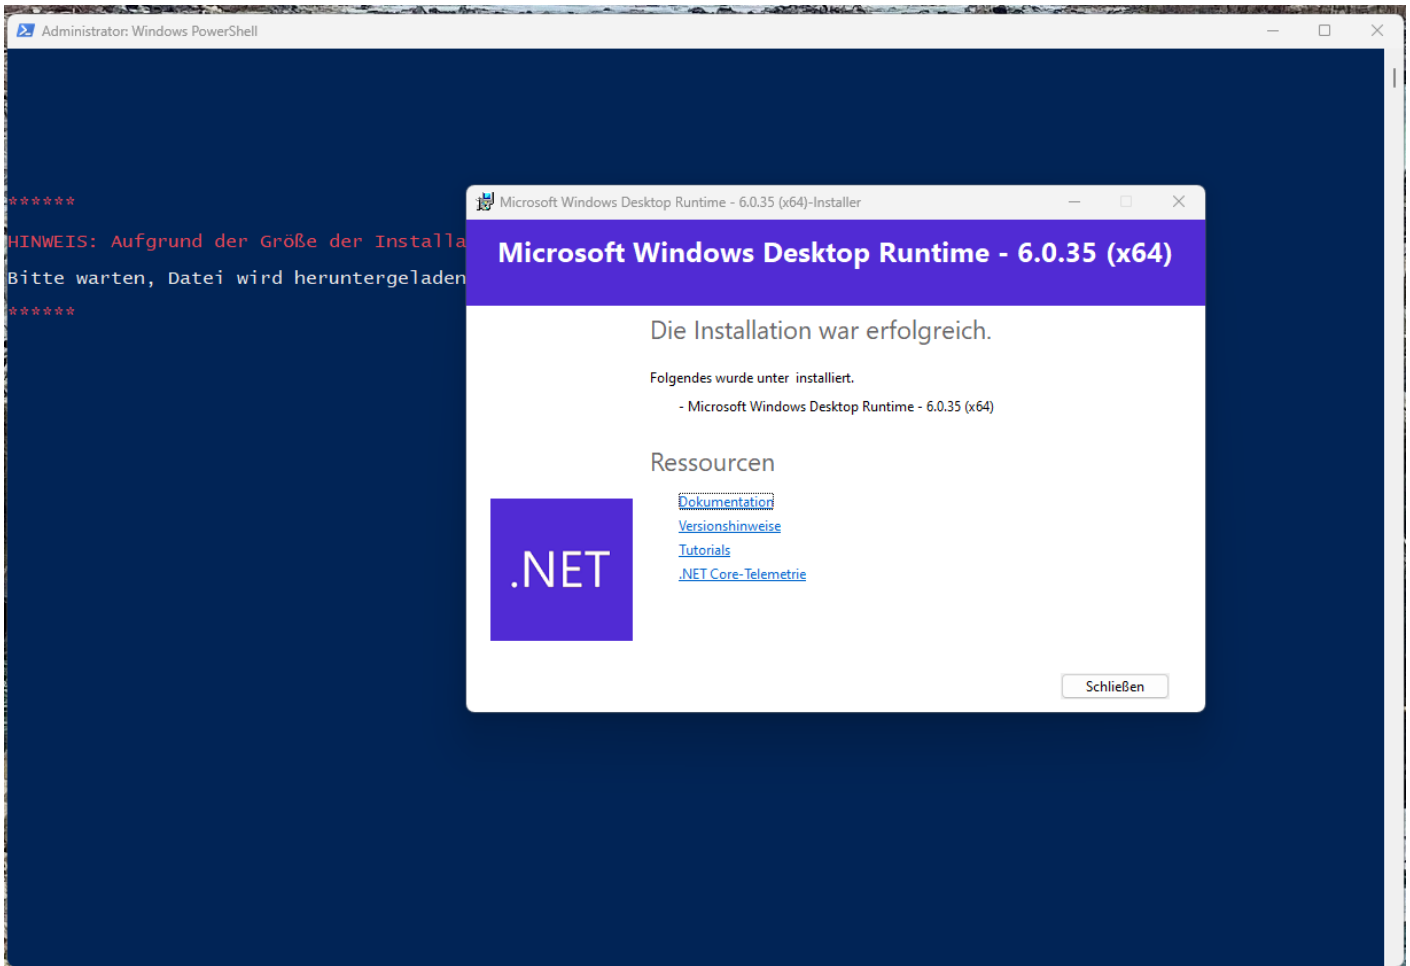 Administrator: Windows PowerShell
******
HINWEIS: Aufgrund der Größe der Installa
Bitte warten, Datei wird heruntergeladen
******
Microsoft Windows Desktop Runtime - 6.0.35 (x64)-Installer
Microsoft Windows Desktop Runtime - 6.0.35 (x64)
Die Installation war erfolgreich.
Folgendes wurde unter  installiert.
- Microsoft Windows Desktop Runtime - 6.0.35 (x64)
Ressourcen
Dokumentation
Versionshinweise
Tutorials
.NET Core-Telemetrie
.NET
Schließen